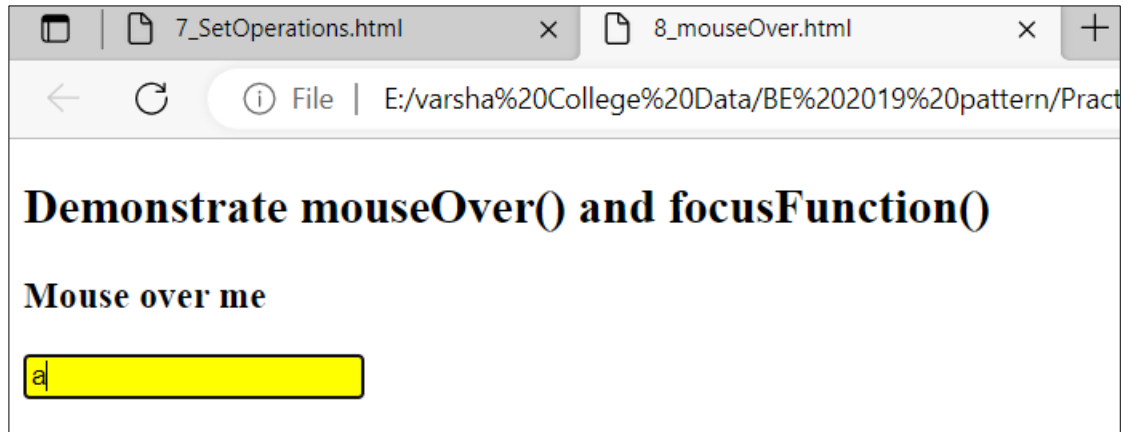 7_SetOperations.html
8_mouseOver.html
File | E:/varsha%20College%20Data/BE%202019%20pattern/Pract
Demonstrate mouseOver() and focusFunction()
Mouse over me
a